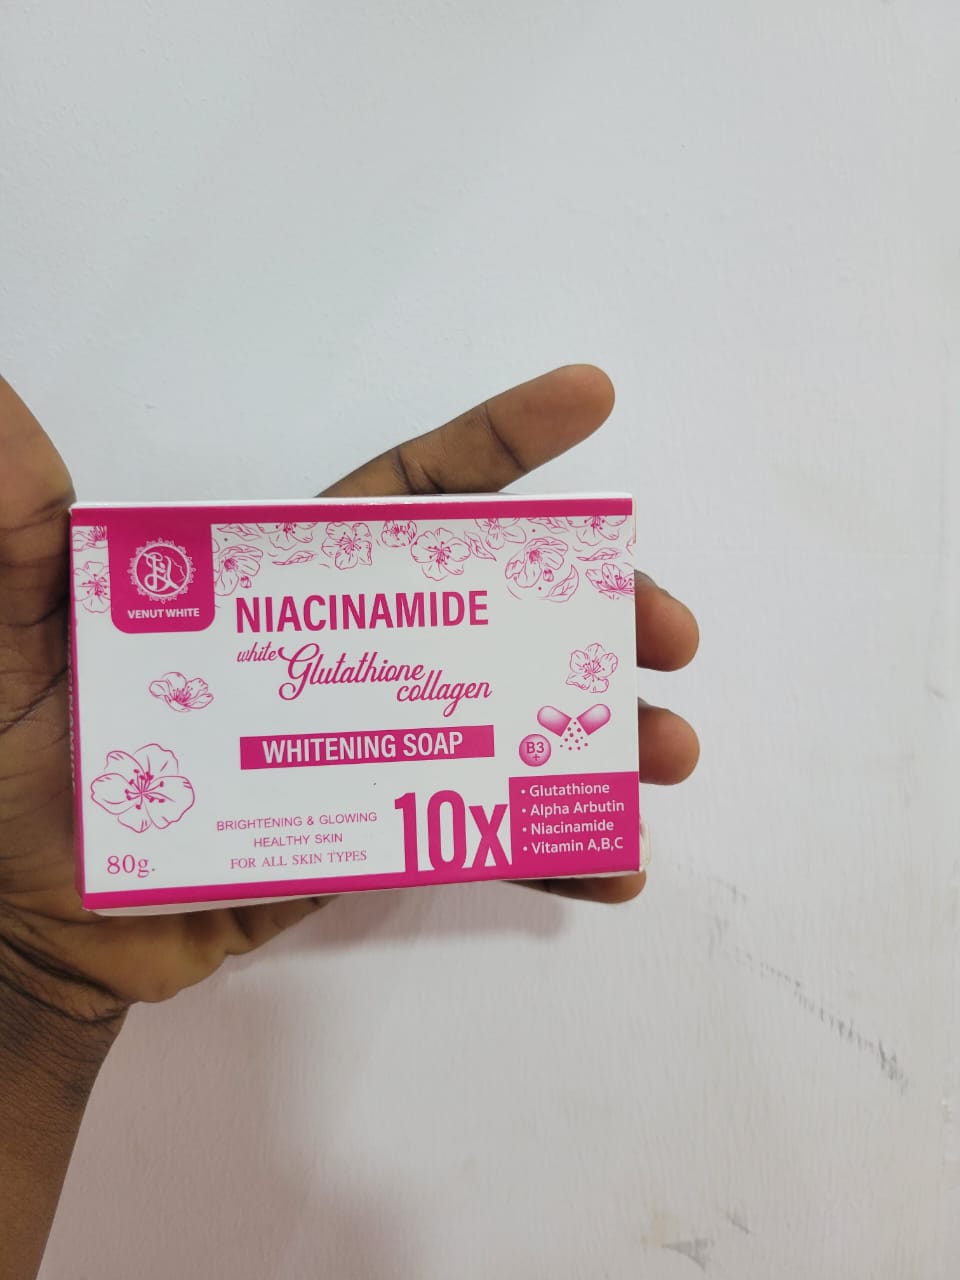 VENUT WHITE
NIACINAMIDE
white Glutathione
collagen
WHITENING SOAP
B3
+
BRIGHTENING & GLOWING
HEALTHY SKIN
FOR ALL SKIN TYPES
80g.
10x
• Glutathione
• Alpha Arbutin
• Niacinamide
• Vitamin A,B,C